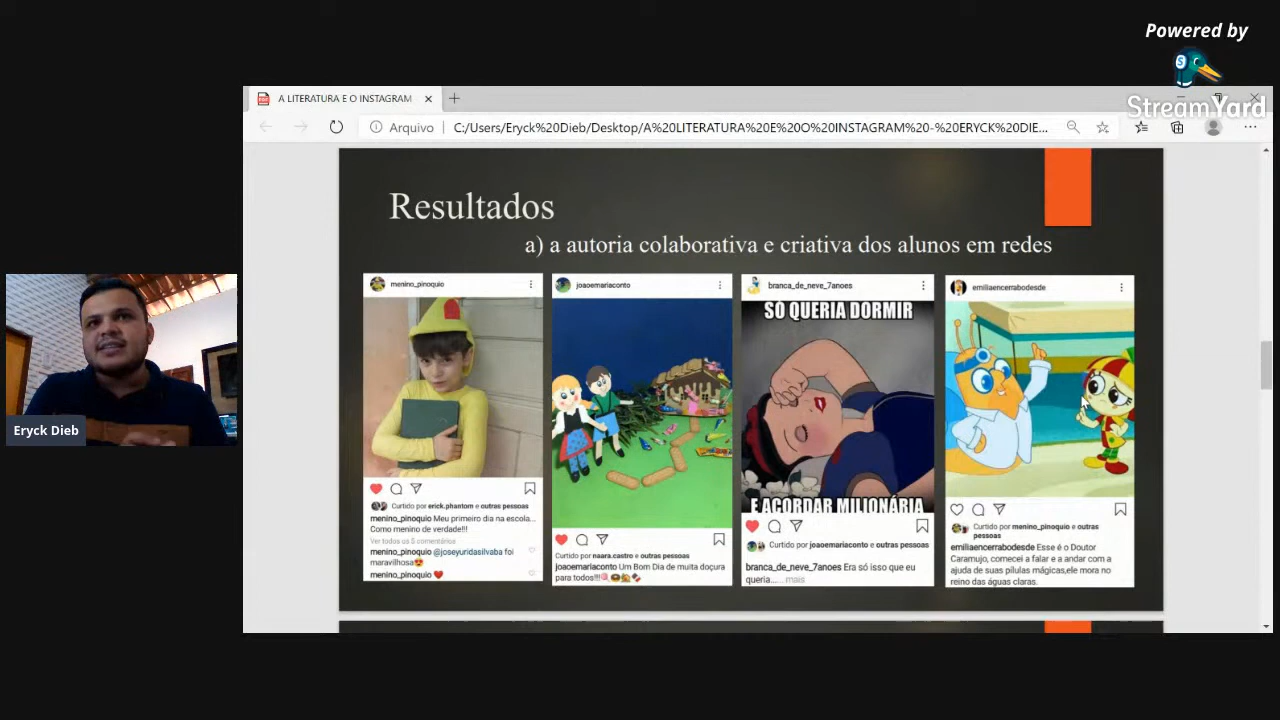 Powered by
StreamYard
A LITERATURA E O INSTAGRAM
Arquivo
C:/Users/Eryck%20Dieb/Desktop/A%20LITERATURA%20E%20O%20INSTAGRAM%20-%20ERYCK%20DIE...
Resultados
a) a autoria colaborativa e criativa dos alunos em redes
menino_pinoquio
Curtido por erick.phantom e outras pessoas
menino_pinoquio Meu primeiro dia na escola...
Como menino de verdade!!!
Ver todos os 8 comentários
menino_pinoquio @joseyuridasilvaba foi
maravilhosa😍
menino_pinoquio ❤️
joaoemariaconto
Curtido por naara.castro e outras pessoas
joaoemariaconto Um Bom Dia de muita doçura
para todos!!!🍭🍩🏡🍫
branca_de_neve_7anoes
SÓ QUERIA DORMIR
E ACORDAR MILIONÁRIA
Curtido por joaoemariaconto e outras pessoas
branca_de_neve_7anoes Era só isso que eu
queria..... mais
emiliaencerrabodesde
Curtido por menino_pinoquio e outras
pessoas
emiliaencerrabodesde Esse é o Doutor
Caramujo, comecei a falar e a andar com a
ajuda de suas pílulas mágicas,ele mora no
reino das águas claras.
Eryck Dieb